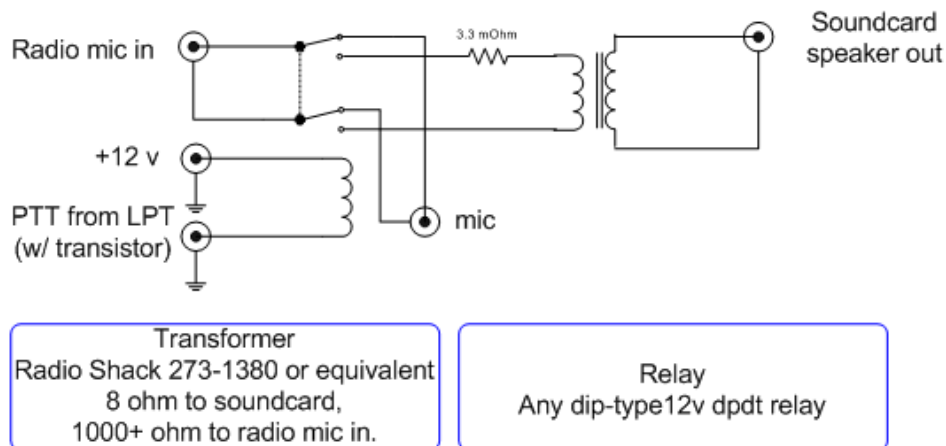 Radio mic in
3.3 mOhm
Soundcard
speaker out
+12 v
PTT from LPT
(w/ transistor)
mic
Transformer
Radio Shack 273-1380 or equivalent
8 ohm to soundcard,
1000+ ohm to radio mic in.
Relay
Any dip-type12v dpdt relay